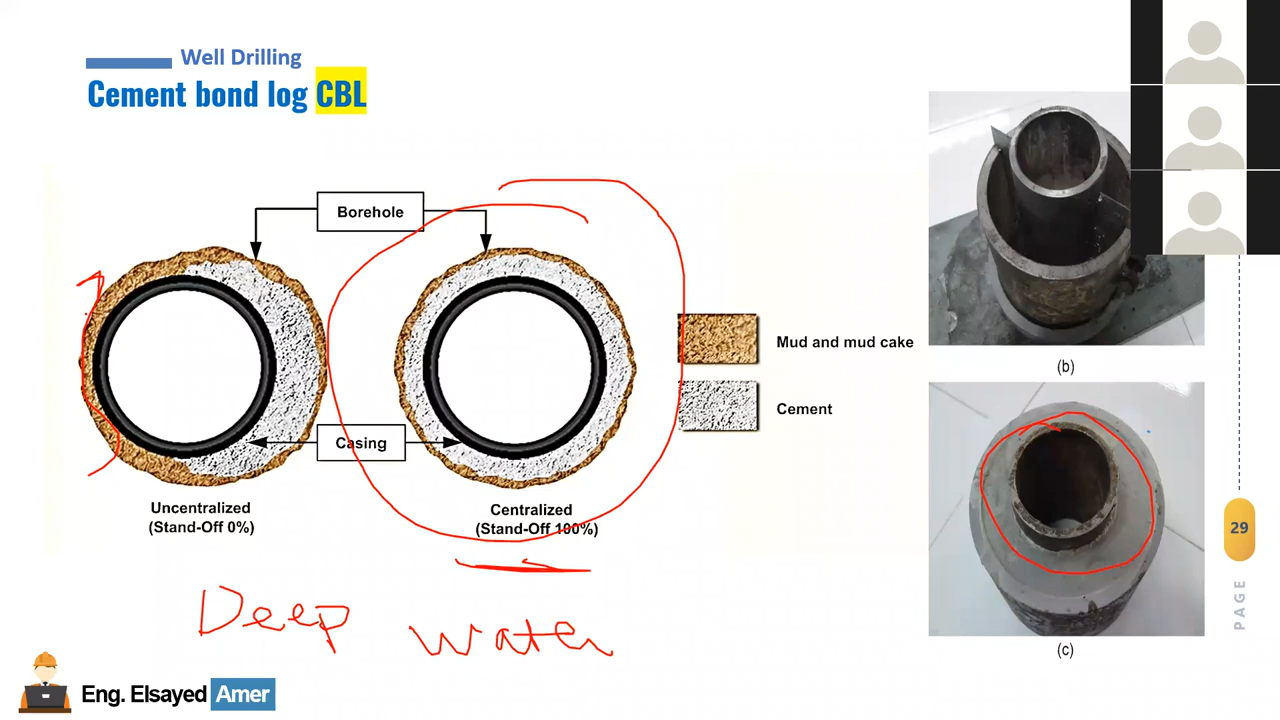 Well Drilling
Cement bond log CBL
Borehole
Mud and mud cake
Cement
Casing
Uncentralized
(Stand-Off 0%)
Centralized
(Stand-Off 100%)
(b)
(c)
29
PAGE
Deep water
Eng. Elsayed Amer